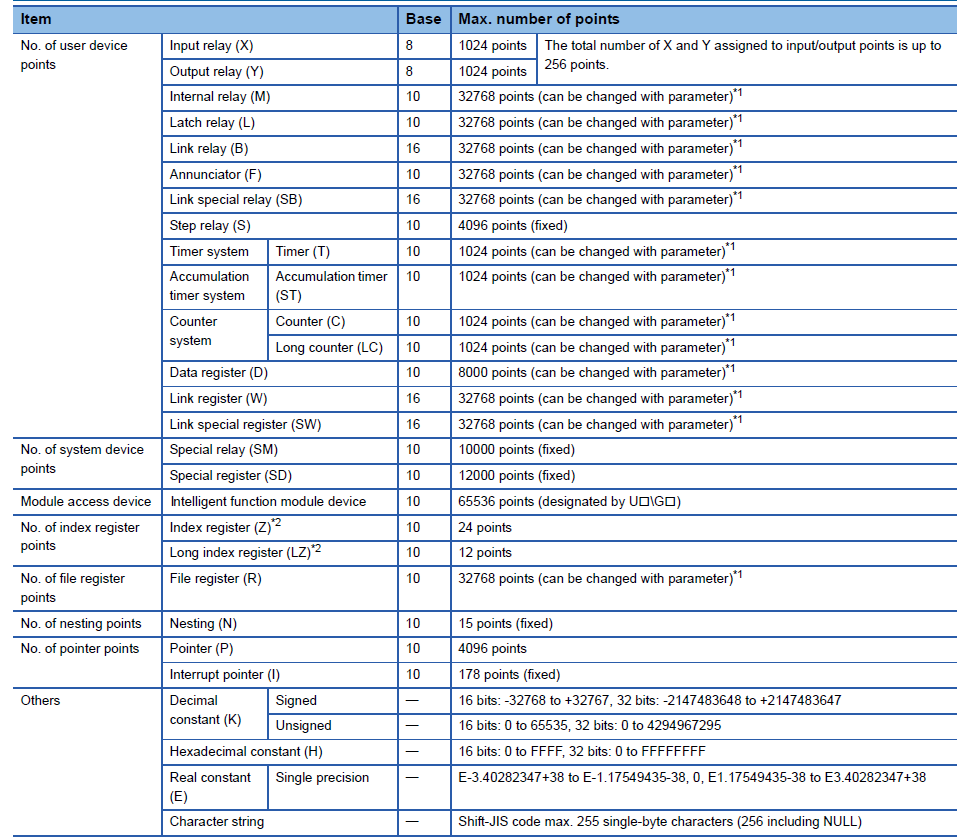 Item Base Max. number of points
No. of user device points Input relay (X) 8 1024 points The total number of X and Y assigned to input/output points is up to 256 points.
Output relay (Y) 8 1024 points
Internal relay (M) 10 32768 points (can be changed with parameter)*1
Latch relay (L) 10 32768 points (can be changed with parameter)*1
Link relay (B) 16 32768 points (can be changed with parameter)*1
Annunciator (F) 10 32768 points (can be changed with parameter)*1
Link special relay (SB) 16 32768 points (can be changed with parameter)*1
Step relay (S) 10 4096 points (fixed)
Timer system Timer (T) 10 1024 points (can be changed with parameter)*1
Accumulation timer system Accumulation timer (ST) 10 1024 points (can be changed with parameter)*1
Counter system Counter (C) 10 1024 points (can be changed with parameter)*1
Long counter (LC) 10 1024 points (can be changed with parameter)*1
Data register (D) 10 8000 points (can be changed with parameter)*1
Link register (W) 16 32768 points (can be changed with parameter)*1
Link special register (SW) 16 32768 points (can be changed with parameter)*1
No. of system device points Special relay (SM) 10 10000 points (fixed)
Special register (SD) 10 12000 points (fixed)
Module access device Intelligent function module device 10 65536 points (designated by U□\G□)
No. of index register points Index register (Z)*2 10 24 points
Long index register (LZ)*2 10 12 points
No. of file register points File register (R) 10 32768 points (can be changed with parameter)*1
No. of nesting points Nesting (N) 10 15 points (fixed)
No. of pointer points Pointer (P) 10 4096 points
Interrupt pointer (I) 10 178 points (fixed)
Others Decimal constant (K) Signed — 16 bits: -32768 to +32767, 32 bits: -2147483648 to +2147483647
Unsigned — 16 bits: 0 to 65535, 32 bits: 0 to 4294967295
Hexadecimal constant (H) — 16 bits: 0 to FFFF, 32 bits: 0 to FFFFFFFF
Real constant (E) Single precision — E-3.40282347+38 to E-1.17549435-38, 0, E1.17549435-38 to E3.40282347+38
Character string — Shift-JIS code max. 255 single-byte characters (256 including NULL)